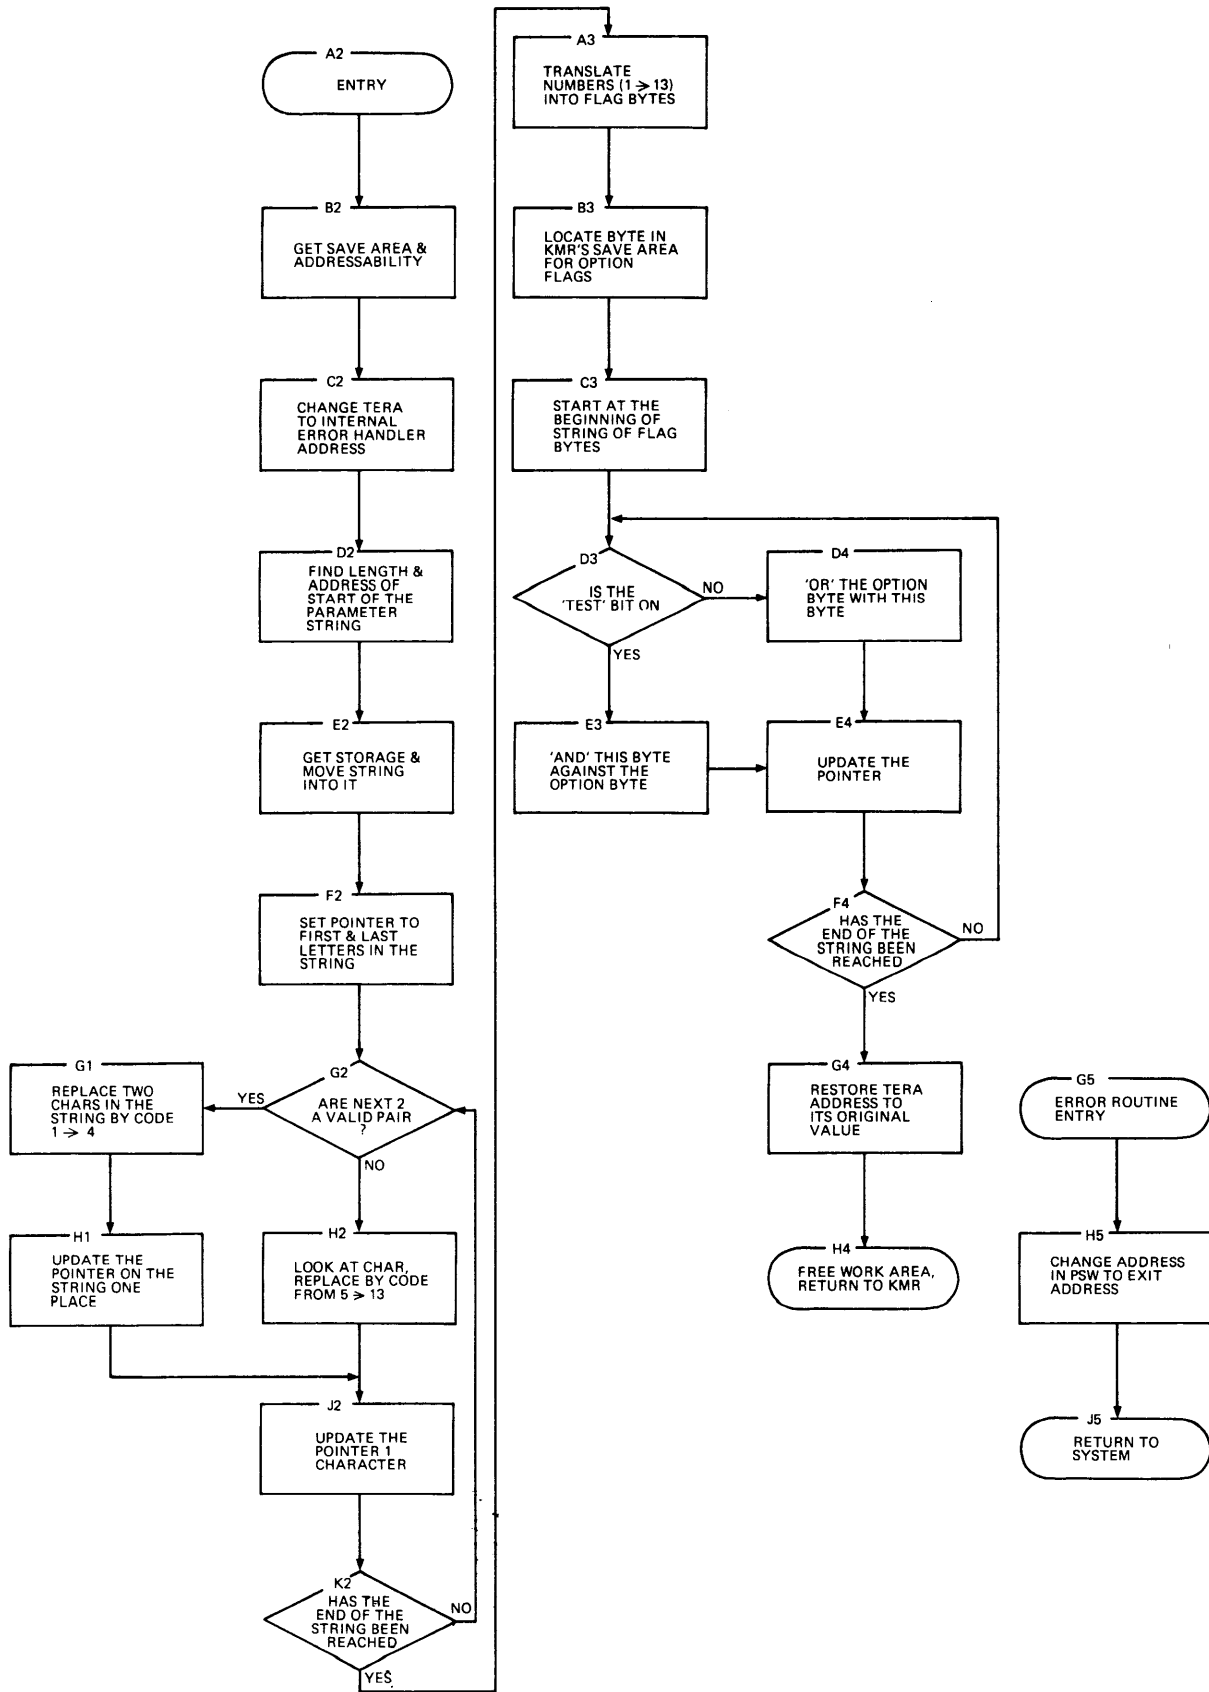 A2
ENTRY
B2
GET SAVE AREA &
ADDRESSABILITY
C2
CHANGE TERA
TO INTERNAL
ERROR HANDLER
ADDRESS
D2
FIND LENGTH &
ADDRESS OF
START OF THE
PARAMETER
STRING
E2
GET STORAGE &
MOVE STRING
INTO IT
F2
SET POINTER TO
FIRST & LAST
LETTERS IN THE
STRING
G1
REPLACE TWO
CHARS IN THE
STRING BY CODE
1 → 4
YES
G2
ARE NEXT 2
A VALID PAIR
?
NO
H1
UPDATE THE
POINTER ON THE
STRING ONE
PLACE
H2
LOOK AT CHAR,
REPLACE BY CODE
FROM 5 → 13
J2
UPDATE THE
POINTER 1
CHARACTER
K2
HAS THE
END OF THE
STRING BEEN
REACHED
NO
YES
A3
TRANSLATE
NUMBERS (1 → 13)
INTO FLAG BYTES
B3
LOCATE BYTE IN
KMR'S SAVE AREA
FOR OPTION
FLAGS
C3
START AT THE
BEGINNING OF
STRING OF FLAG
BYTES
D3
IS THE
'TEST' BIT ON
NO
YES
D4
'OR' THE OPTION
BYTE WITH THIS
BYTE
E3
'AND' THIS BYTE
AGAINST THE
OPTION BYTE
E4
UPDATE THE
POINTER
F4
HAS THE
END OF THE
STRING BEEN
REACHED
NO
YES
G4
RESTORE TERA
ADDRESS TO
ITS ORIGINAL
VALUE
H4
FREE WORK AREA,
RETURN TO KMR
G5
ERROR ROUTINE
ENTRY
H5
CHANGE ADDRESS
IN PSW TO EXIT
ADDRESS
J5
RETURN TO
SYSTEM